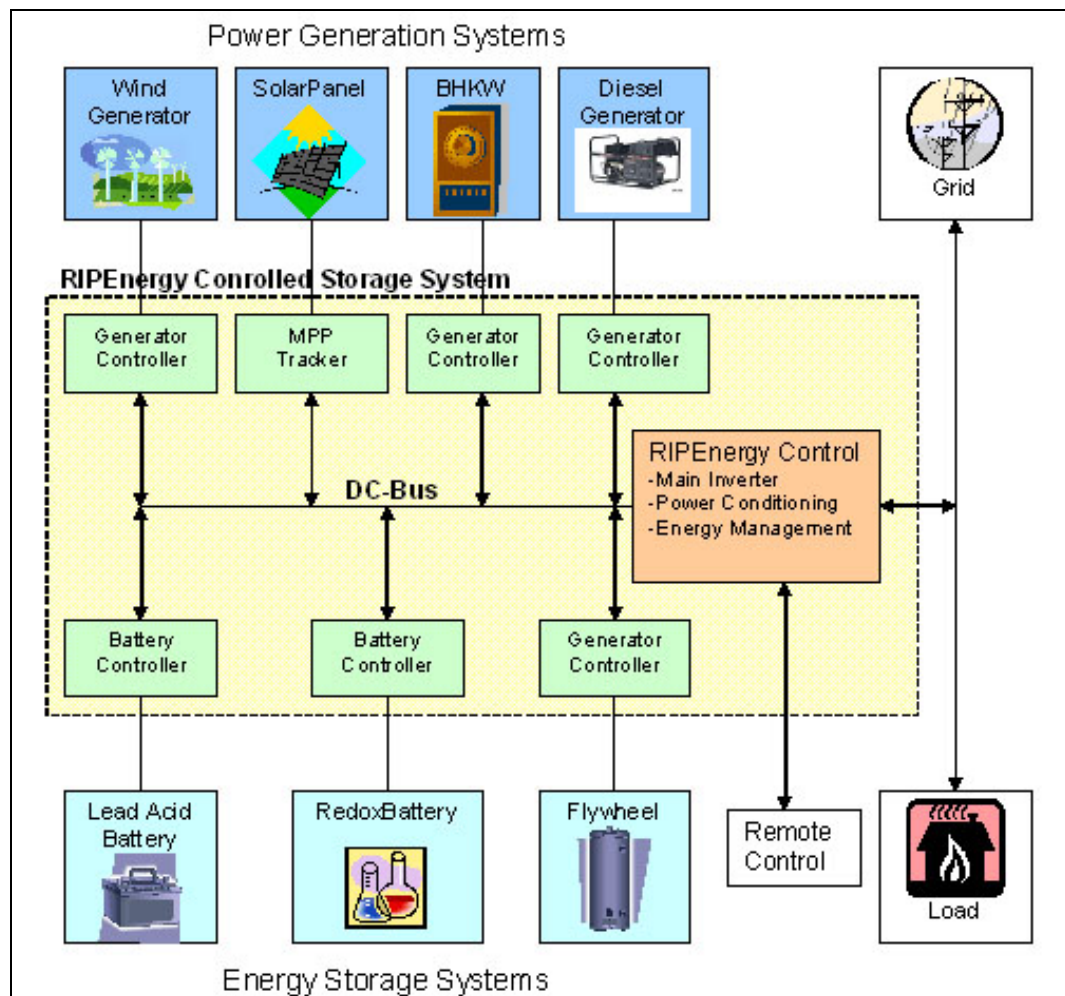 Power Generation Systems
Wind
Generator
SolarPanel
BHKW
Diesel
Generator
Grid
RIPEnergy Conrolled Storage System
Generator
Controller
MPP
Tracker
Generator
Controller
Generator
Controller
RIPEnergy Control
-Main Inverter
-Power Conditioning
-Energy Management
DC-Bus
Battery
Controller
Battery
Controller
Generator
Controller
Lead Acid
Battery
RedoxBattery
Flywheel
Remote
Control
Load
Energy Storage Systems